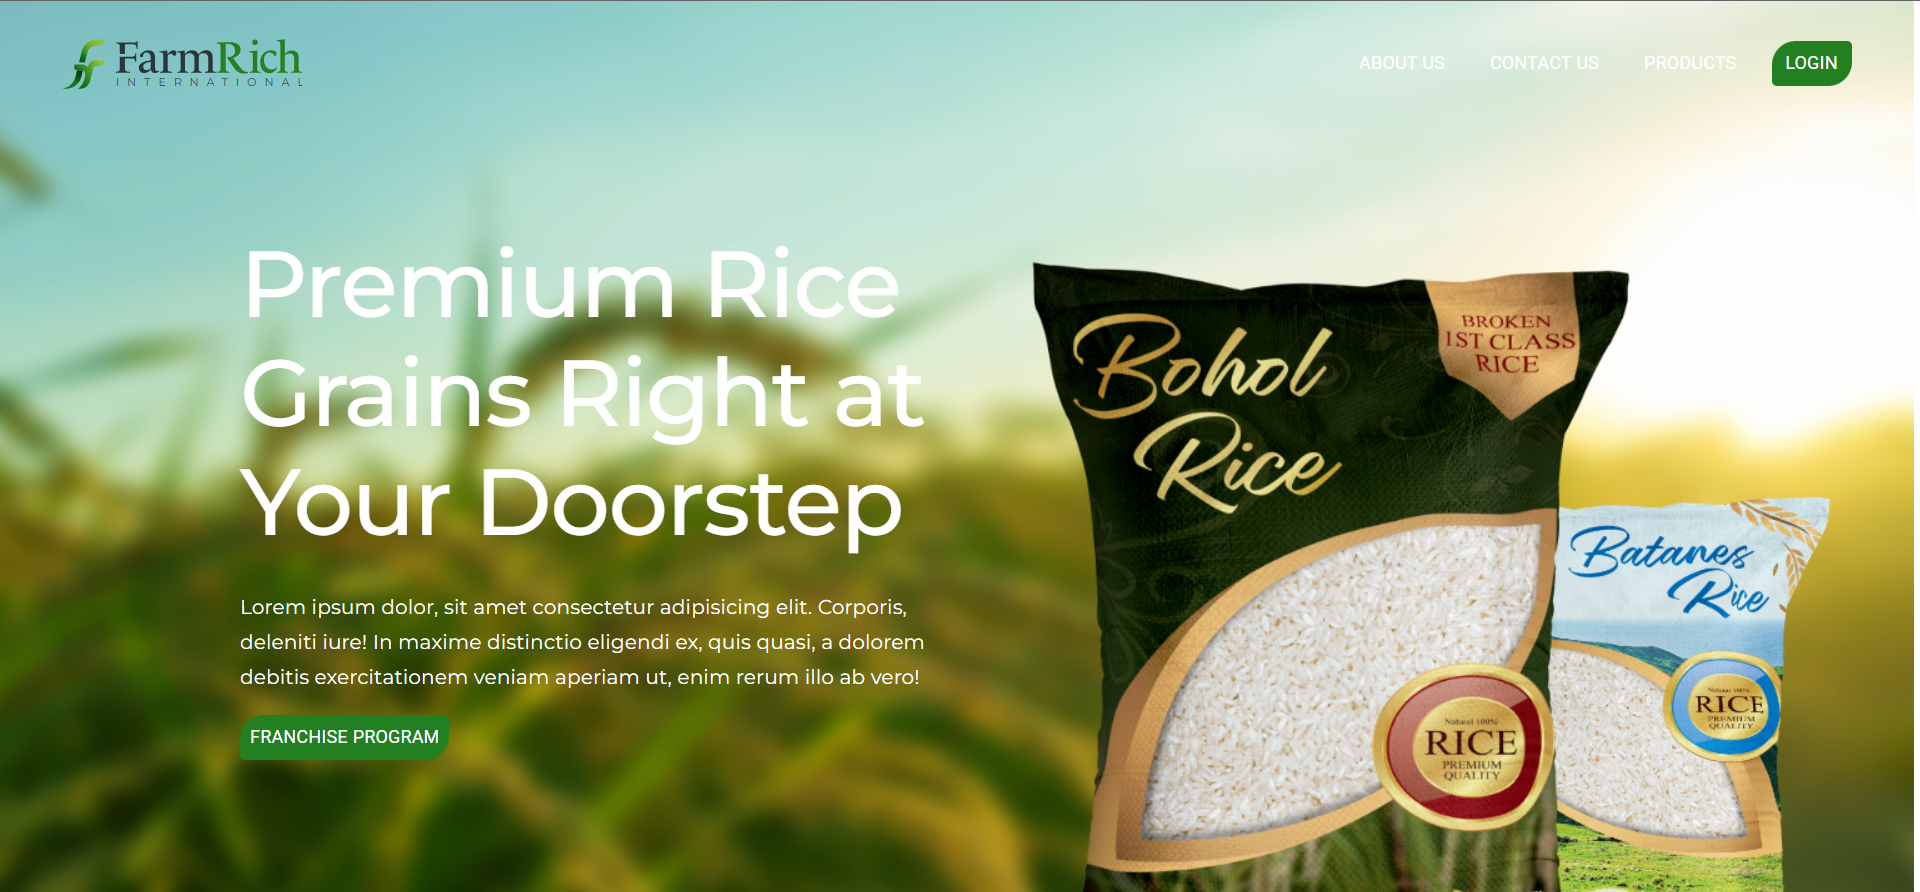 FarmRich
INTERNATIONAL
ABOUT US
CONTACT US
PRODUCTS
LOGIN
Premium Rice
Grains Right at
Your Doorstep
Lorem ipsum dolor, sit amet consectetur adipisicing elit. Corporis,
deleniti iure! In maxime distinctio eligendi ex, quis quasi, a dolorem
debitis exercitationem veniam aperiam ut, enim rerum illo ab vero!
FRANCHISE PROGRAM
Bohol
Rice
BROKEN
1ST CLASS
RICE
Natural 100%
RICE
PREMIUM
QUALITY
Batanes
Rice
Natural 100%
RICE
PREMIUM
QUALITY